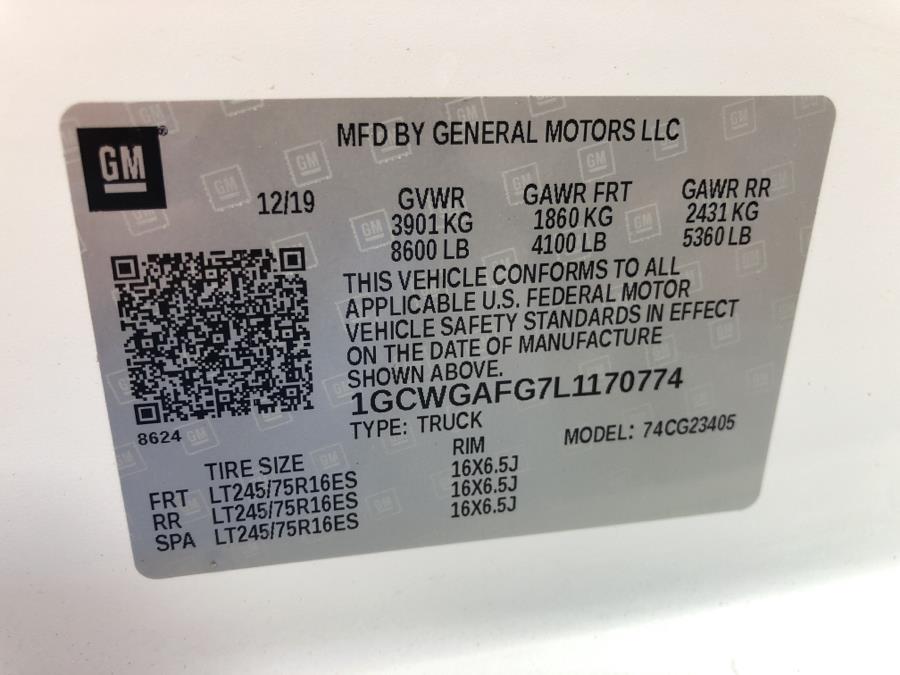 GM
MFD BY GENERAL MOTORS LLC
12/19
GVWR GAWR FRT GAWR RR
3901 KG 1860 KG 2431 KG
8600 LB 4100 LB 5360 LB
THIS VEHICLE CONFORMS TO ALL
APPLICABLE U.S. FEDERAL MOTOR
VEHICLE SAFETY STANDARDS IN EFFECT
ON THE DATE OF MANUFACTURE
SHOWN ABOVE.
1GCWGAFG7L1170774
8624
TYPE: TRUCK MODEL: 74CG23405
TIRE SIZE RIM
FRT LT245/75R16ES 16X6.5J
RR LT245/75R16ES 16X6.5J
SPA LT245/75R16ES 16X6.5J